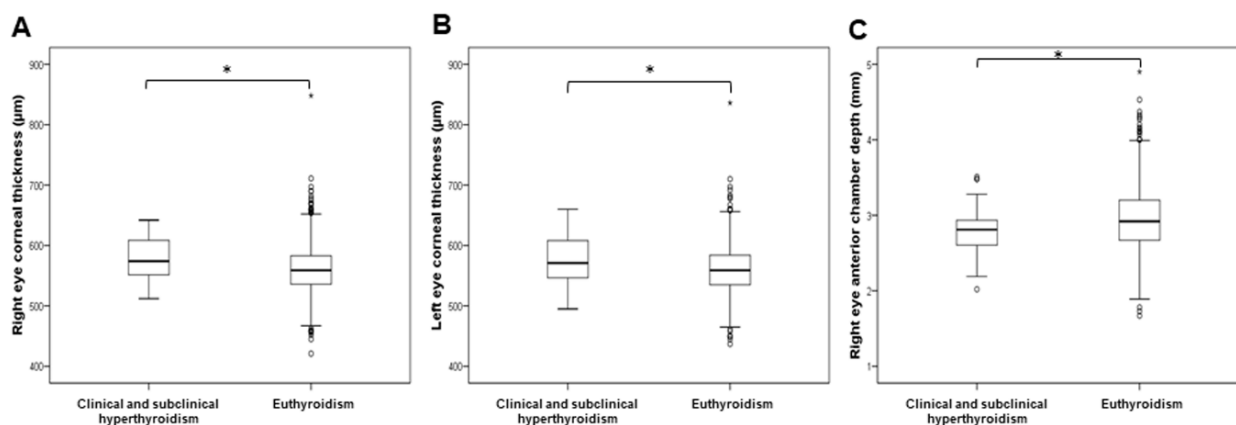 A
Right eye corneal thickness (µm)
900
800
700
600
500
400
*
*
Clinical and subclinical
hyperthyroidism
Euthyroidism
B
Left eye corneal thickness (µm)
900
800
700
600
500
400
*
*
Clinical and subclinical
hyperthyroidism
Euthyroidism
C
Right eye anterior chamber depth (mm)
5
4
3
2
1
*
*
Clinical and subclinical
hyperthyroidism
Euthyroidism